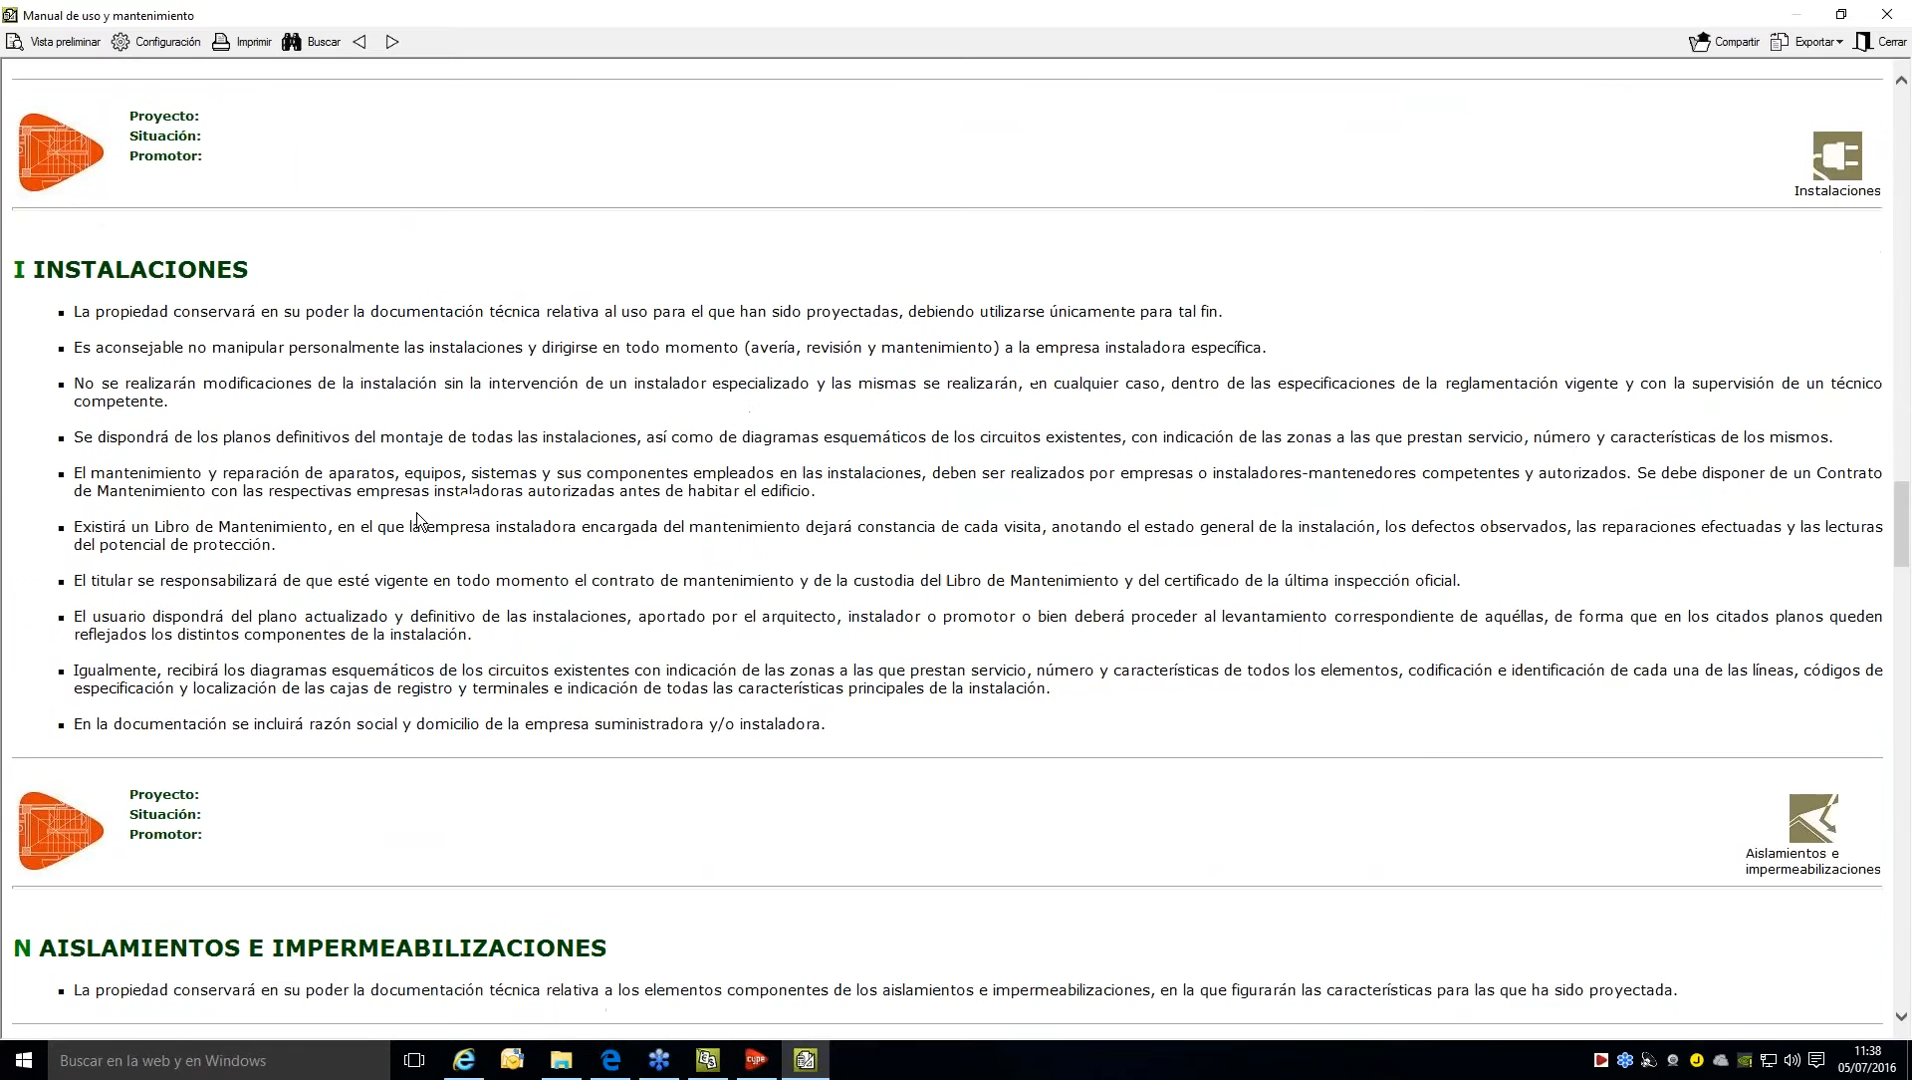 Manual de uso y mantenimiento
Vista preliminar Configuración Imprimir Buscar Compartir Exportar Cerrar
Proyecto:
Situación:
Promotor:
Instalaciones
I INSTALACIONES
La propiedad conservará en su poder la documentación técnica relativa al uso para el que han sido proyectadas, debiendo utilizarse únicamente para tal fin.
Es aconsejable no manipular personalmente las instalaciones y dirigirse en todo momento (avería, revisión y mantenimiento) a la empresa instaladora específica.
No se realizarán modificaciones de la instalación sin la intervención de un instalador especializado y las mismas se realizarán, en cualquier caso, dentro de las especificaciones de la reglamentación vigente y con la supervisión de un técnico
competente.
Se dispondrá de los planos definitivos del montaje de todas las instalaciones, así como de diagramas esquemáticos de los circuitos existentes, con indicación de las zonas a las que prestan servicio, número y características de los mismos.
El mantenimiento y reparación de aparatos, equipos, sistemas y sus componentes empleados en las instalaciones, deben ser realizados por empresas o instaladores-mantenedores competentes y autorizados. Se debe disponer de un Contrato
de Mantenimiento con las respectivas empresas instaladoras autorizadas antes de habitar el edificio.
Existirá un Libro de Mantenimiento, en el que la empresa instaladora encargada del mantenimiento dejará constancia de cada visita, anotando el estado general de la instalación, los defectos observados, las reparaciones efectuadas y las lecturas
del potencial de protección.
El titular se responsabilizará de que esté vigente en todo momento el contrato de mantenimiento y de la custodia del Libro de Mantenimiento y del certificado de la última inspección oficial.
El usuario dispondrá del plano actualizado y definitivo de las instalaciones, aportado por el arquitecto, instalador o promotor o bien deberá proceder al levantamiento correspondiente de aquéllas, de forma que en los citados planos queden
reflejados los distintos componentes de la instalación.
Igualmente, recibirá los diagramas esquemáticos de los circuitos existentes con indicación de las zonas a las que prestan servicio, número y características de todos los elementos, codificación e identificación de cada una de las líneas, códigos de
especificación y localización de las cajas de registro y terminales e indicación de todas las características principales de la instalación.
En la documentación se incluirá razón social y domicilio de la empresa suministradora y/o instaladora.
Proyecto:
Situación:
Promotor:
Aislamientos e
impermeabilizaciones
N AISLAMIENTOS E IMPERMEABILIZACIONES
La propiedad conservará en su poder la documentación técnica relativa a los elementos componentes de los aislamientos e impermeabilizaciones, en la que figurarán las características para las que ha sido proyectada.
Buscar en la web y en Windows
cype
11:38
05/07/2016